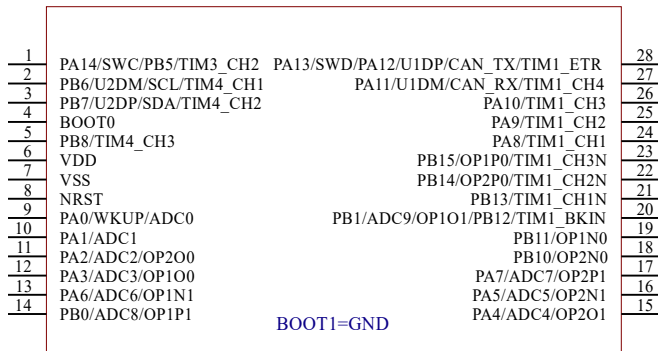 1 PA14/SWC/PB5/TIM3_CH2 PA13/SWD/PA12/U1DP/CAN_TX/TIM1_ETR 28
2 PB6/U2DM/SCL/TIM4_CH1 PA11/U1DM/CAN_RX/TIM1_CH4 27
3 PB7/U2DP/SDA/TIM4_CH2 PA10/TIM1_CH3 26
4 BOOT0 PA9/TIM1_CH2 25
5 PB8/TIM4_CH3 PA8/TIM1_CH1 24
6 VDD PB15/OP1P0/TIM1_CH3N 23
7 VSS PB14/OP2P0/TIM1_CH2N 22
8 NRST PB13/TIM1_CH1N 21
9 PA0/WKUP/ADC0 PB1/ADC9/OP1O1/PB12/TIM1_BKIN 20
10 PA1/ADC1 PB11/OP1N0 19
11 PA2/ADC2/OP2O0 PB10/OP2N0 18
12 PA3/ADC3/OP1O0 PA7/ADC7/OP2P1 17
13 PA6/ADC6/OP1N1 PA5/ADC5/OP2N1 16
14 PB0/ADC8/OP1P1 PA4/ADC4/OP2O1 15
BOOT1=GND